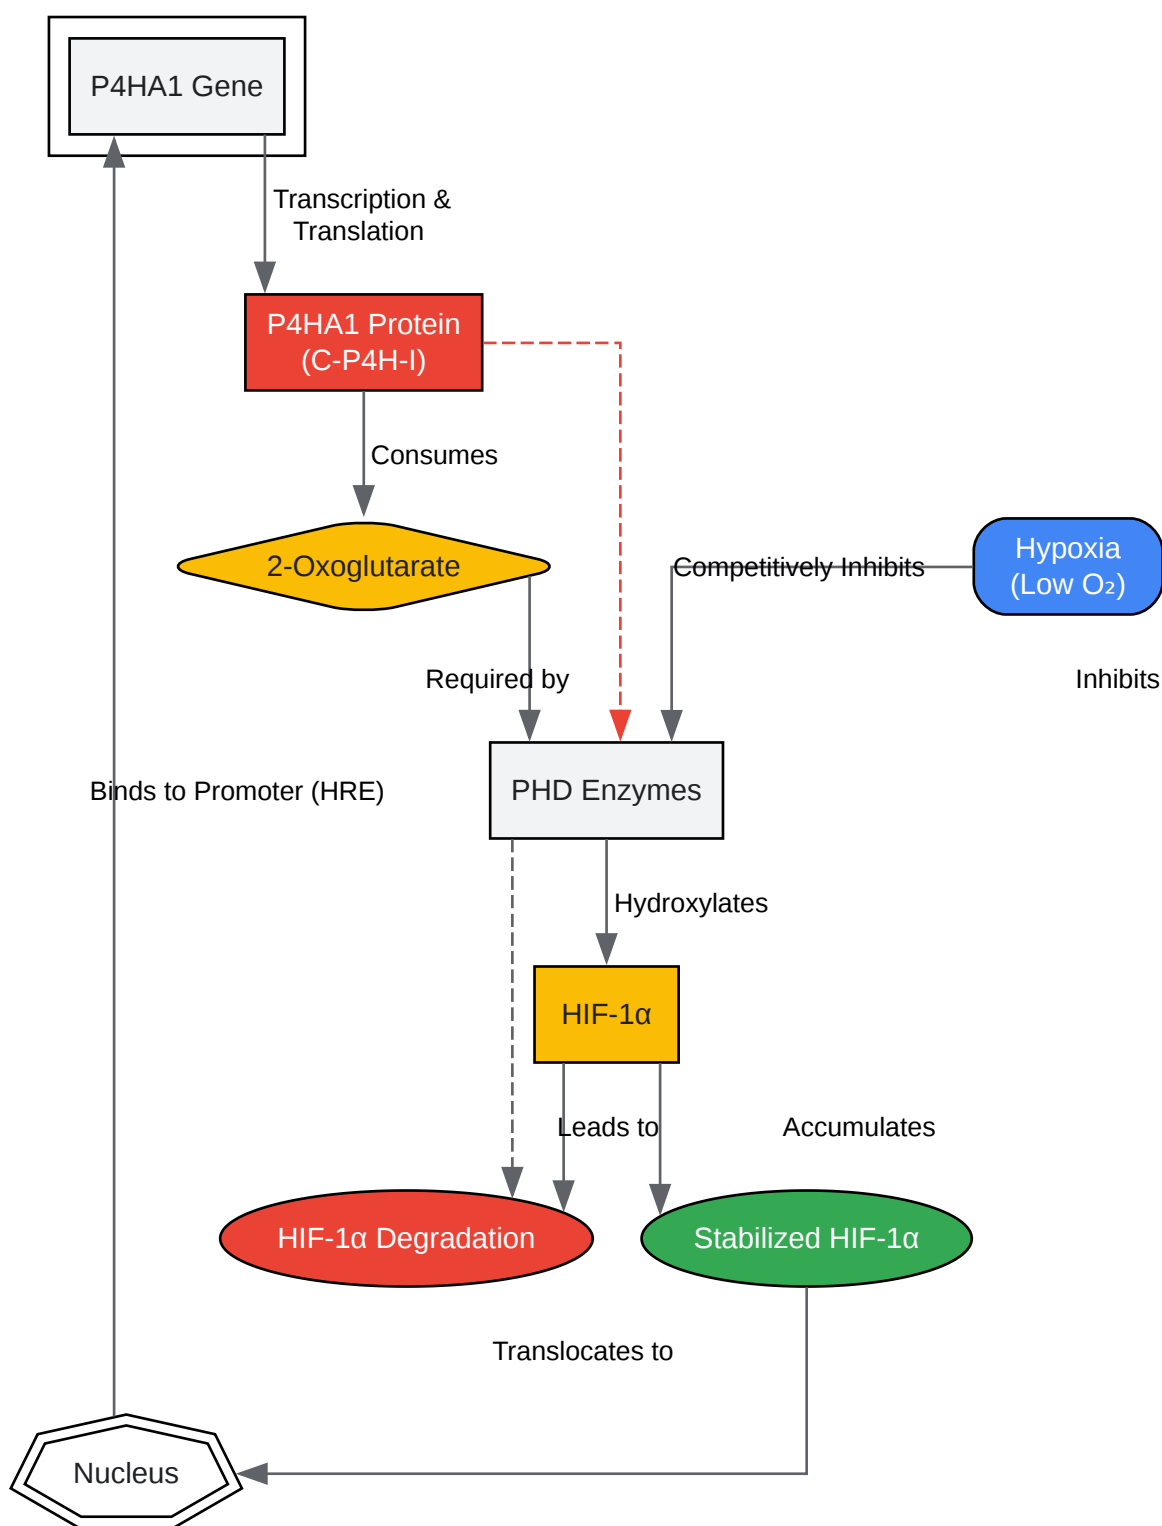 P4HA1 Gene
Transcription &
Translation
P4HA1 Protein
(C-P4H-I)
Consumes
2-Oxoglutarate
Competitively Inhibits
Hypoxia
(Low O₂)
Required by
Inhibits
Binds to Promoter (HRE)
PHD Enzymes
Hydroxylates
HIF-1α
Leads to
Accumulates
HIF-1α Degradation
Stabilized HIF-1α
Translocates to
Nucleus